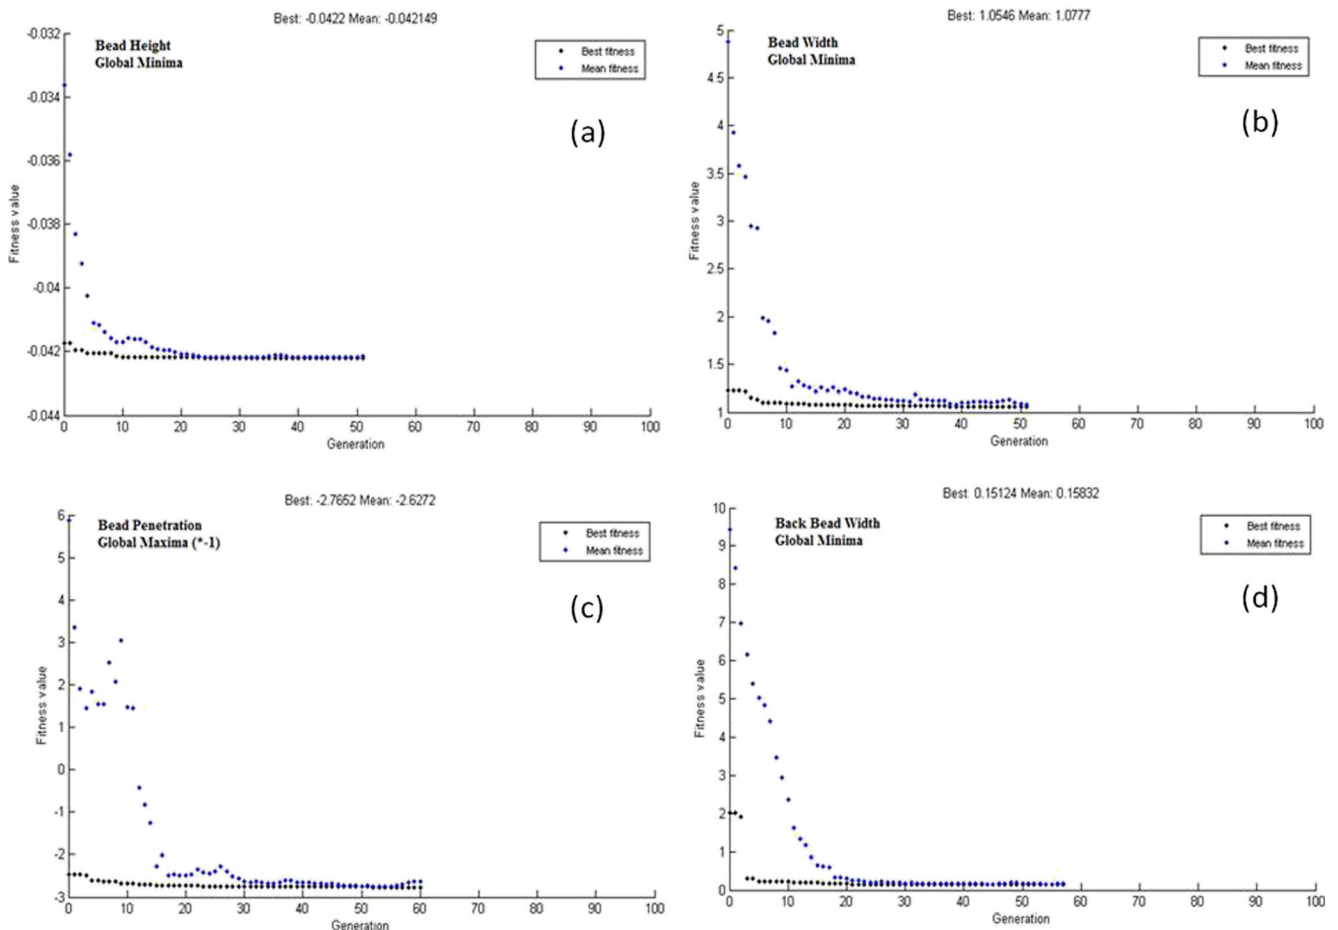 Best: -0.0422 Mean: -0.042149
-0.032
-0.034
-0.036
-0.038
-0.04
-0.042
-0.044
Fitness value
Bead Height
Global Minima
Best fitness
Mean fitness
(a)
0 10 20 30 40 50 60 70 80 90 100
Generation
Best: 1.0546 Mean: 1.0777
5
4.5
4
3.5
3
2.5
2
1.5
1
Fitness value
Bead Width
Global Minima
Best fitness
Mean fitness
(b)
0 10 20 30 40 50 60 70 80 90 100
Generation
Best: -2.7652 Mean: -2.6272
6
5
4
3
2
1
0
-1
-2
-3
Fitness value
Bead Penetration
Global Maxima (*-1)
Best fitness
Mean fitness
(c)
0 10 20 30 40 50 60 70 80 90 100
Generation
Best: 0.15124 Mean: 0.15832
10
9
8
7
6
5
4
3
2
1
0
Fitness value
Back Bead Width
Global Minima
Best fitness
Mean fitness
(d)
0 10 20 30 40 50 60 70 80 90 100
Generation